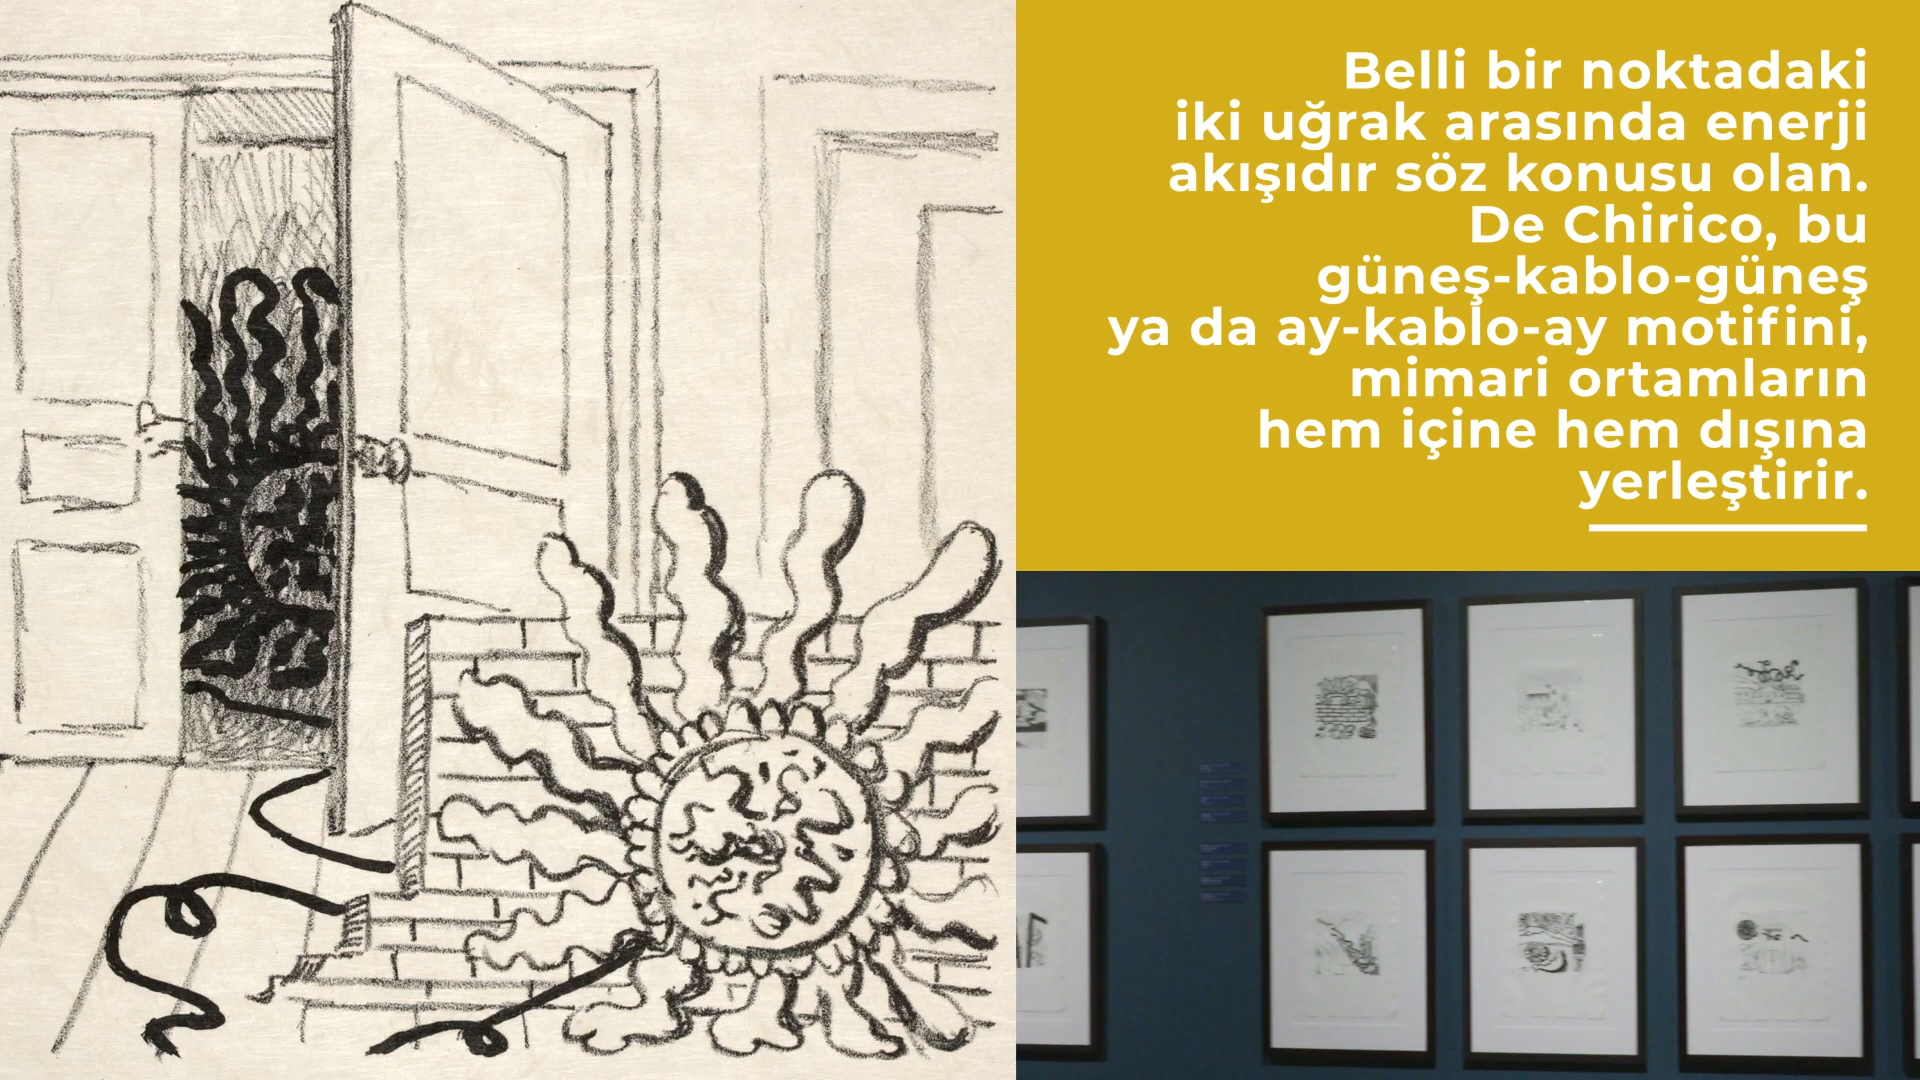 Belli bir noktadaki
iki uğrak arasında enerji
akışıdır söz konusu olan.
De Chirico, bu
güneş-kablo-güneş
ya da ay-kablo-ay motifini,
mimari ortamların
hem içine hem dışına
yerleştirir.